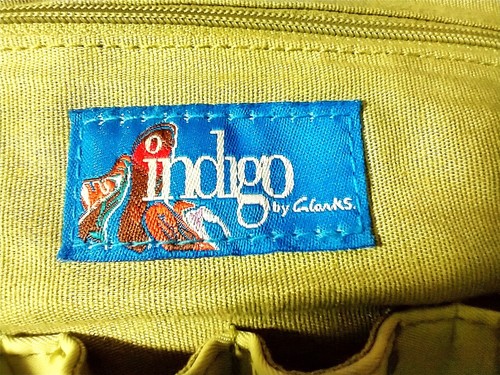 indigo
by Clarks.